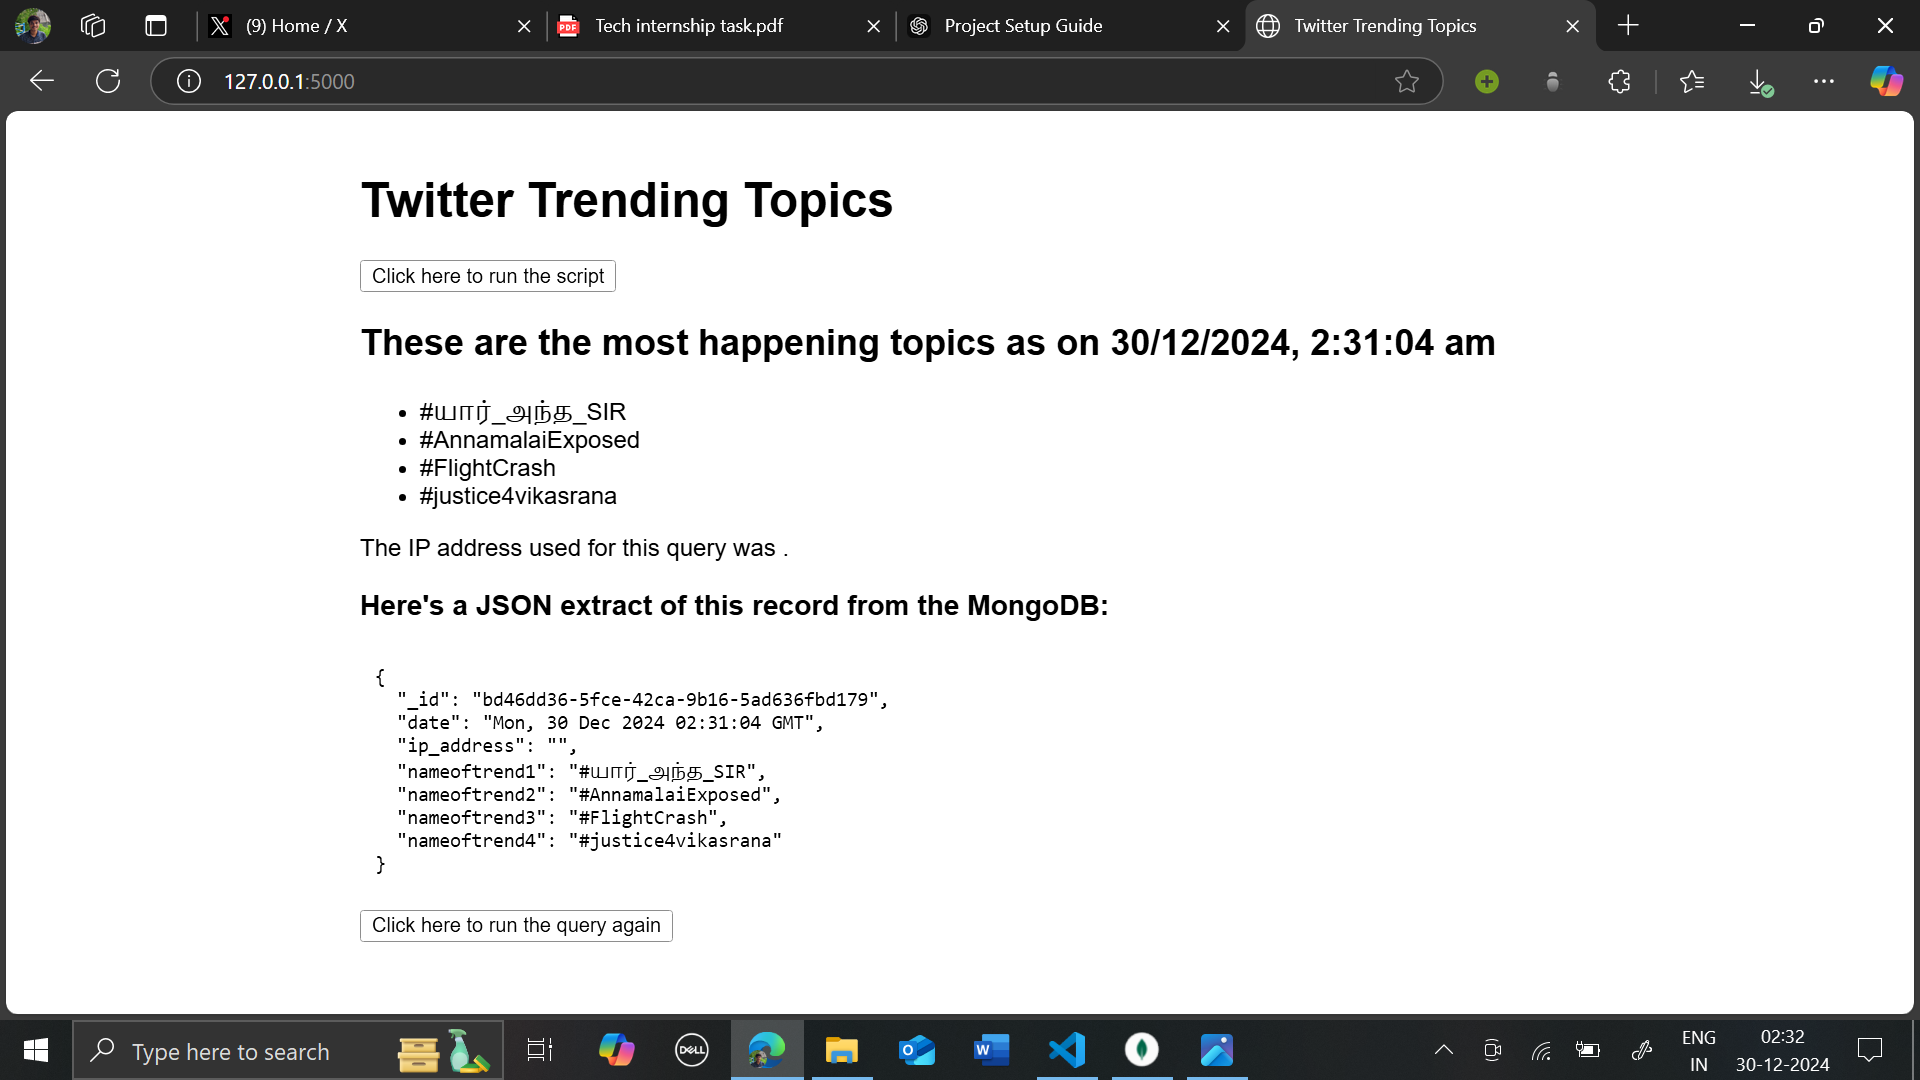 (9) Home / X
Tech internship task.pdf
Project Setup Guide
Twitter Trending Topics
127.0.0.1:5000
Twitter Trending Topics
Click here to run the script
These are the most happening topics as on 30/12/2024, 2:31:04 am
• #யார்_அந்த_SIR
• #AnnamalaiExposed
• #FlightCrash
• #justice4vikasrana
The IP address used for this query was .
Here's a JSON extract of this record from the MongoDB:
{
"_id": "bd46dd36-5fce-42ca-9b16-5ad636fbd179",
"date": "Mon, 30 Dec 2024 02:31:04 GMT",
"ip_address": "",
"nameoftrend1": "#யார்_அந்த_SIR",
"nameoftrend2": "#AnnamalaiExposed",
"nameoftrend3": "#FlightCrash",
"nameoftrend4": "#justice4vikasrana"
}
Click here to run the query again
Type here to search
DELL
ENG
IN
02:32
30-12-2024